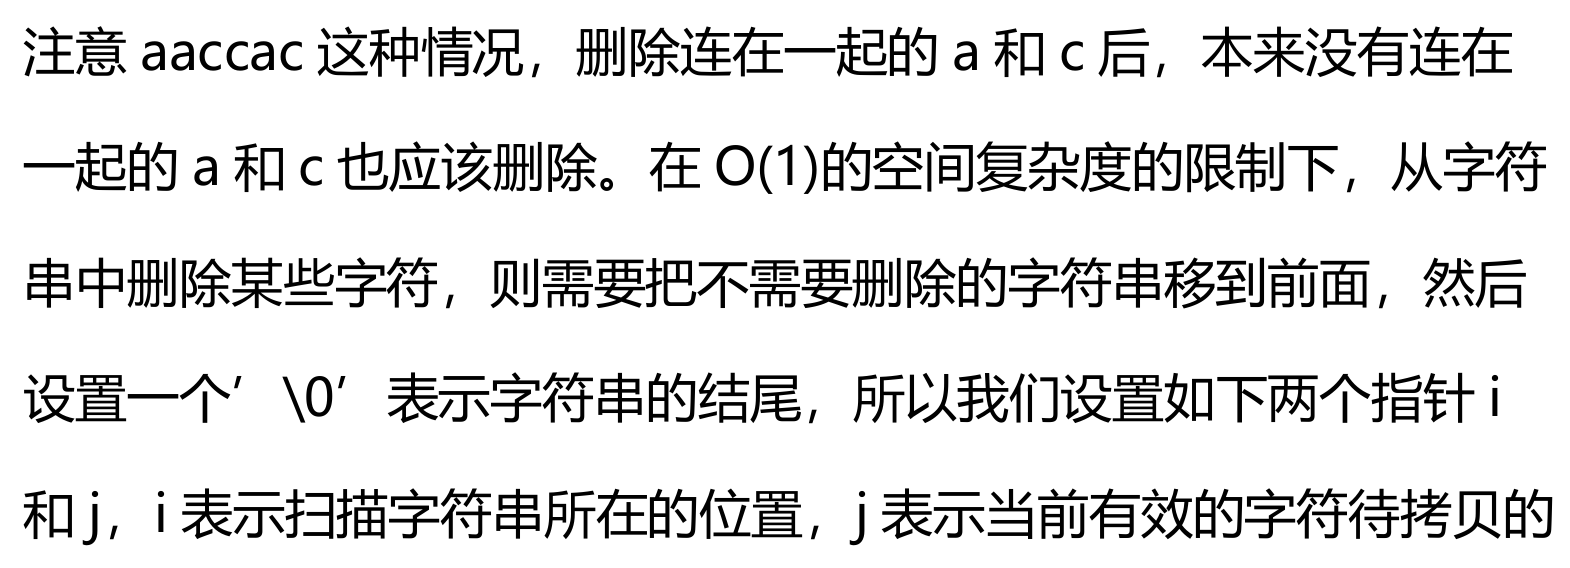 注意 aaccac 这种情况，删除连在一起的 a 和 c 后，本来没有连在
一起的 a 和 c 也应该删除。在 O(1)的空间复杂度的限制下，从字符
串中删除某些字符，则需要把不需要删除的字符串移到前面，然后
设置一个’\0’表示字符串的结尾，所以我们设置如下两个指针 i
和 j，i 表示扫描字符串所在的位置，j 表示当前有效的字符待拷贝的